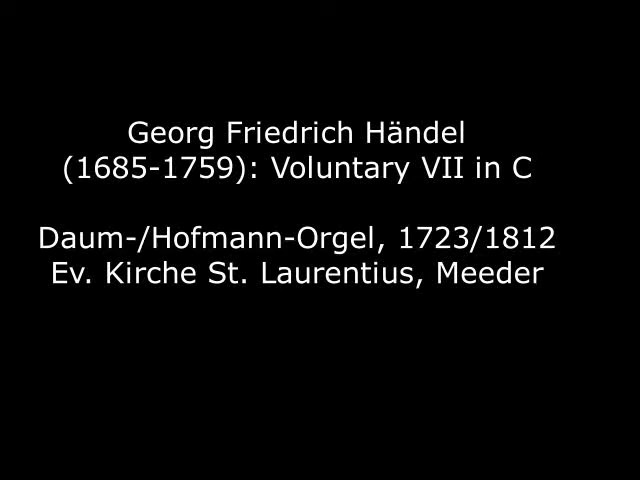 Georg Friedrich Händel
(1685-1759): Voluntary VII in C
Daum-/Hofmann-Orgel, 1723/1812
Ev. Kirche St. Laurentius, Meeder